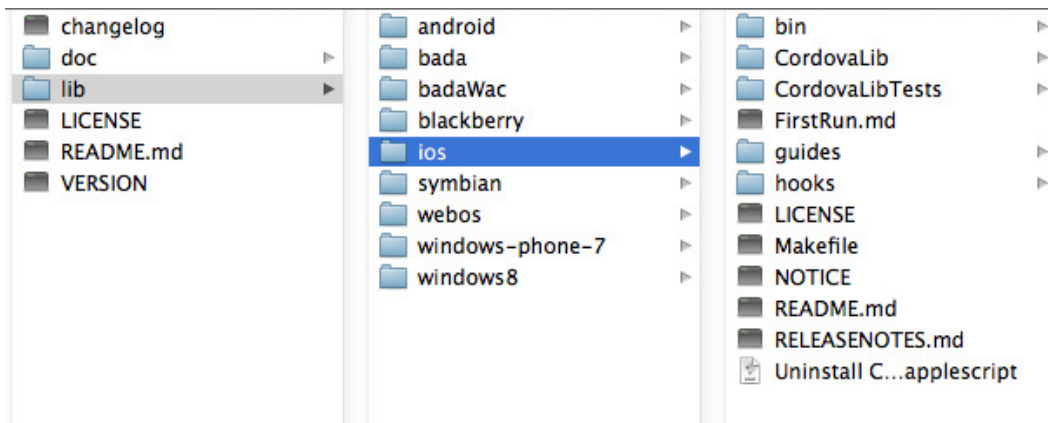 changelog
doc
lib
LICENSE
README.md
VERSION
android
bada
badaWac
blackberry
ios
symbian
webos
windows-phone-7
windows8
bin
CordovaLib
CordovaLibTests
FirstRun.md
guides
hooks
LICENSE
Makefile
NOTICE
README.md
RELEASENOTES.md
Uninstall C...applescript